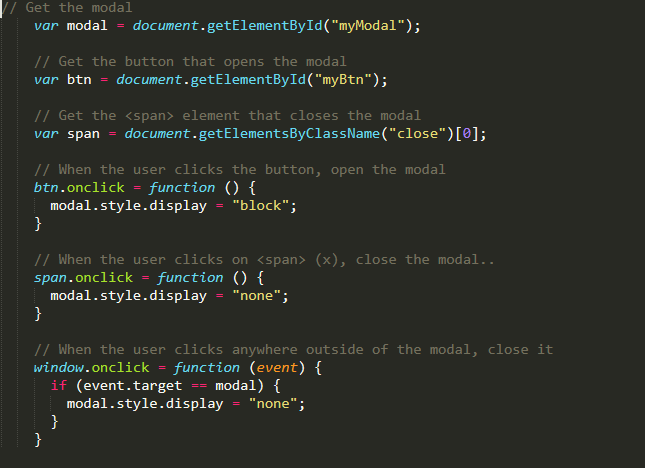 // Get the modal
var modal = document.getElementById("myModal");
// Get the button that opens the modal
var btn = document.getElementById("myBtn");
// Get the <span> element that closes the modal
var span = document.getElementsByClassName("close")[0];
// When the user clicks the button, open the modal
btn.onclick = function () {
modal.style.display = "block";
}
// When the user clicks on <span> (x), close the modal..
span.onclick = function () {
modal.style.display = "none";
}
// When the user clicks anywhere outside of the modal, close it
window.onclick = function (event) {
if (event.target == modal) {
modal.style.display = "none";
}
}